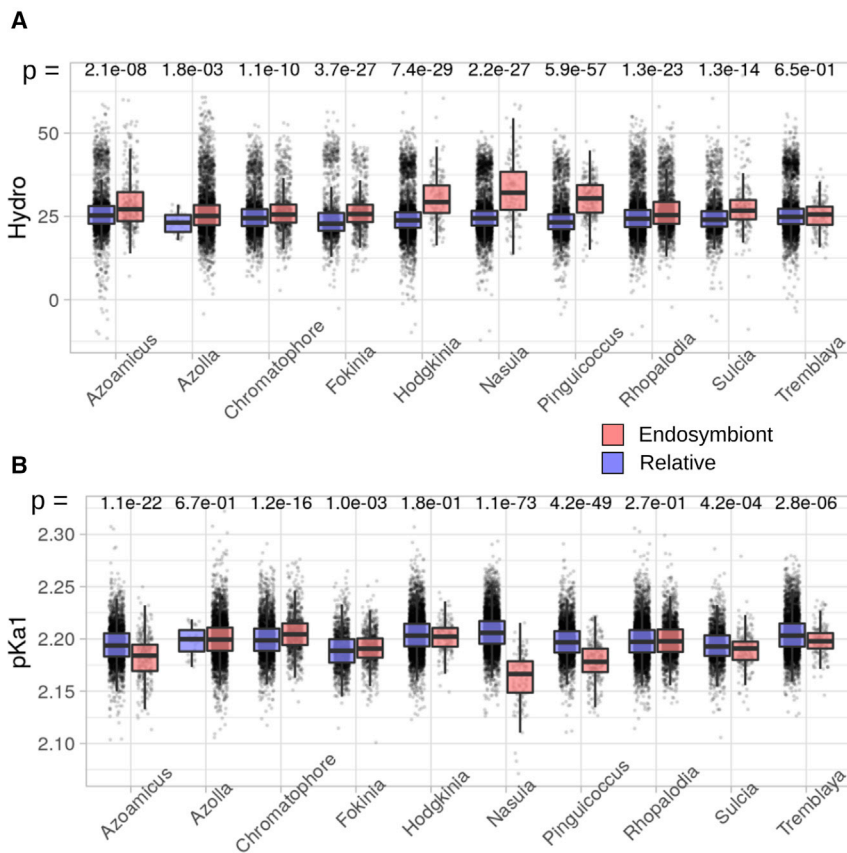 A
p = 2.1e-08 1.8e-03 1.1e-10 3.7e-27 7.4e-29 2.2e-27 5.9e-57 1.3e-23 1.3e-14 6.5e-01
Hydro
50
25
0
Azoamicus Azolla Chromatophore Fokinia Hodgkinia Nasuia Pinguicoccus Rhopalodia Sulcia Tremblaya
Endosymbiont
Relative
B
p = 1.1e-22 6.7e-01 1.2e-16 1.0e-03 1.8e-01 1.1e-73 4.2e-49 2.7e-01 4.2e-04 2.8e-06
pKa1
2.30
2.25
2.20
2.15
2.10
Azoamicus Azolla Chromatophore Fokinia Hodgkinia Nasuia Pinguicoccus Rhopalodia Sulcia Tremblaya